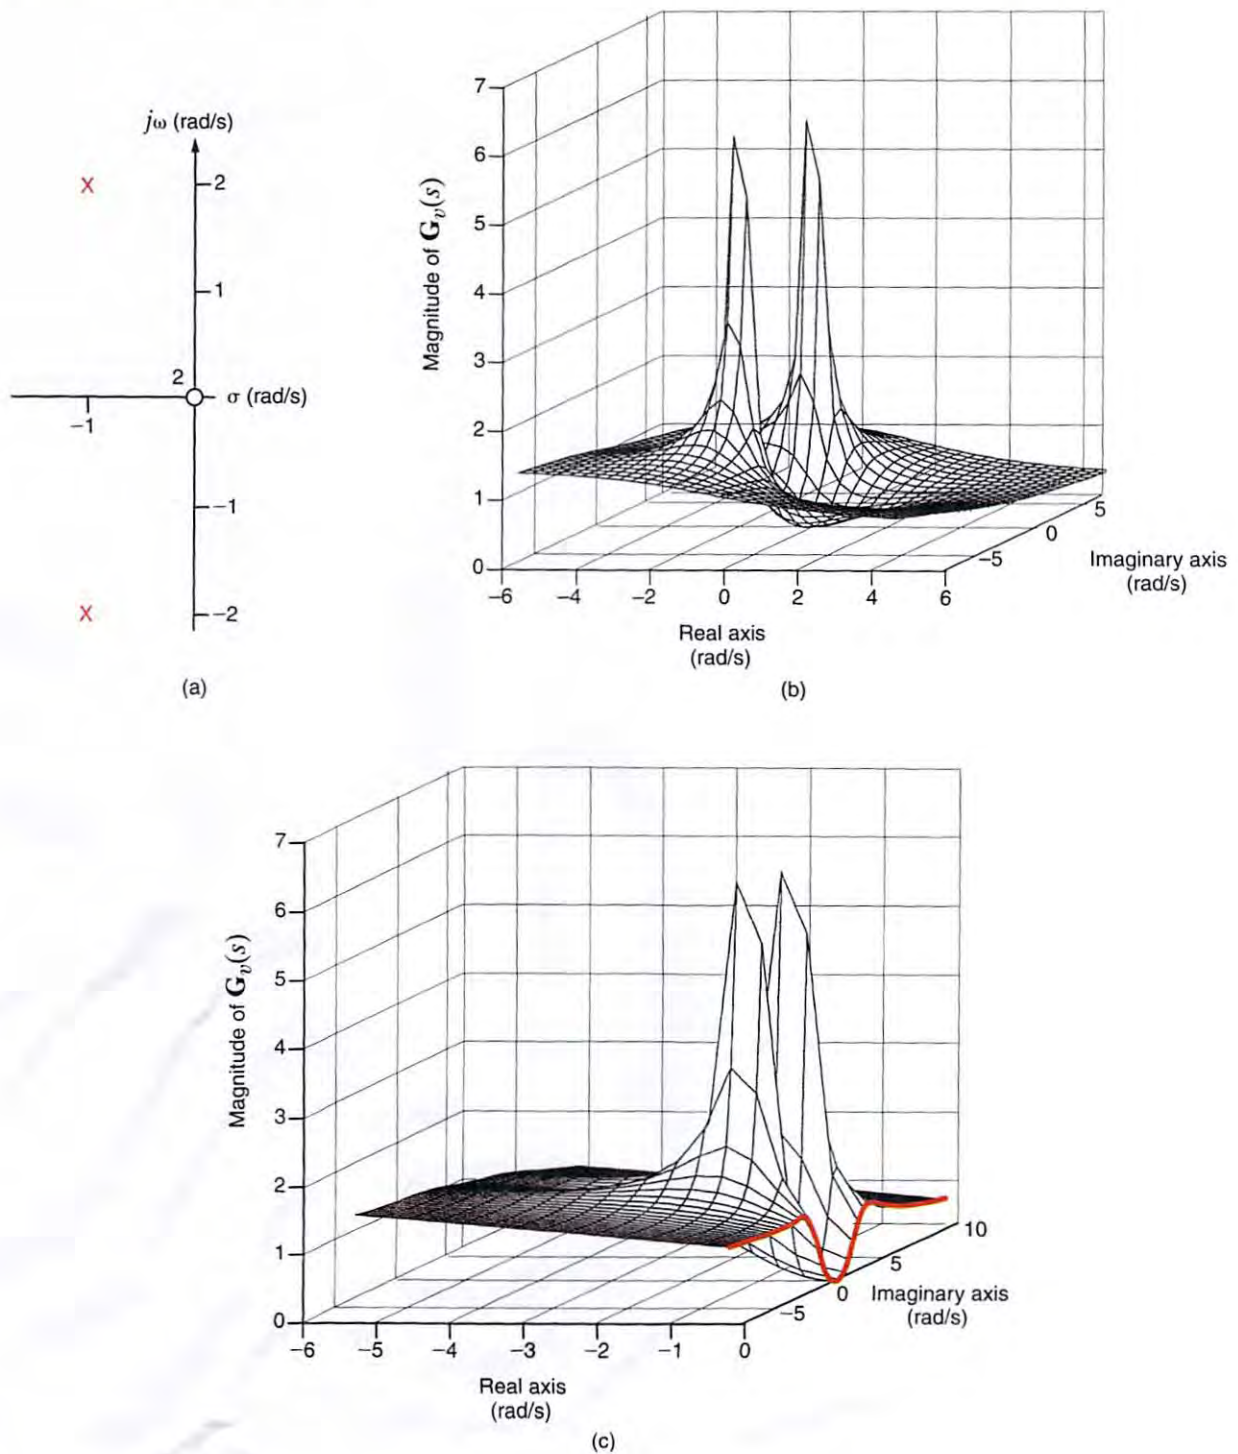 jω (rad/s)
X
2
1
2
σ (rad/s)
−1
−1
X
−2
(a)
Magnitude of G_v(s)
7
6
5
4
3
2
1
0
−6
−4
−2
0
2
4
6
−5
0
5
Real axis
(rad/s)
Imaginary axis
(rad/s)
(b)
Magnitude of G_v(s)
7
6
5
4
3
2
1
0
−6
−5
−4
−3
−2
−1
0
−5
0
5
10
Real axis
(rad/s)
Imaginary axis
(rad/s)
(c)